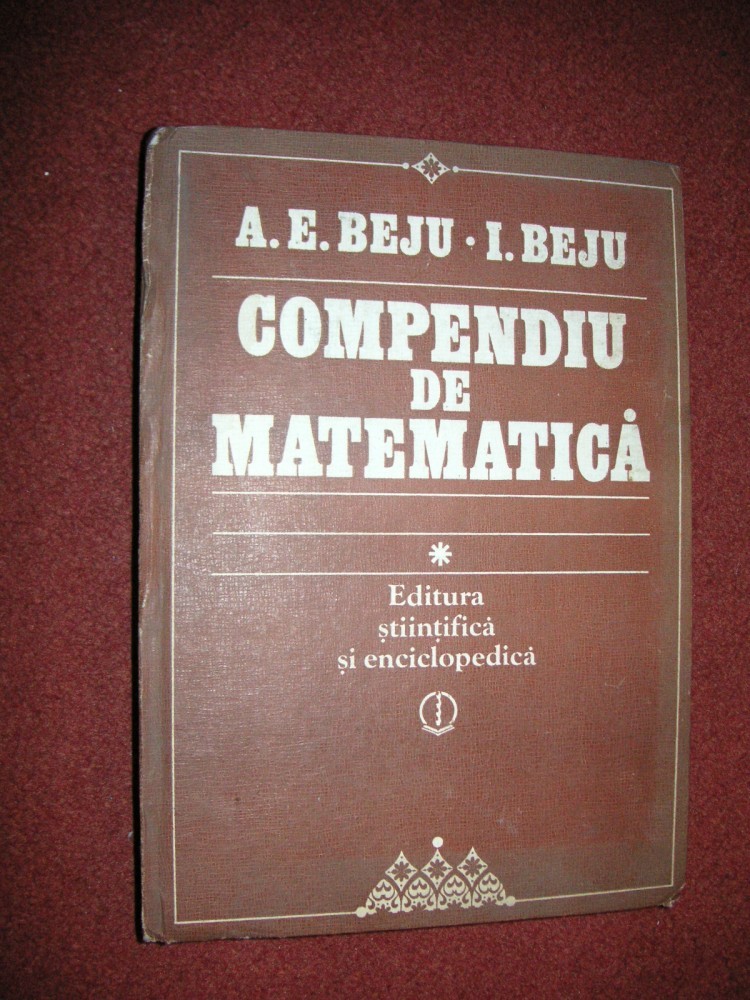 A. E. BEJU · I. BEJU
COMPENDIU
DE
MATEMATICĂ
*
Editura
științifică
și enciclopedică